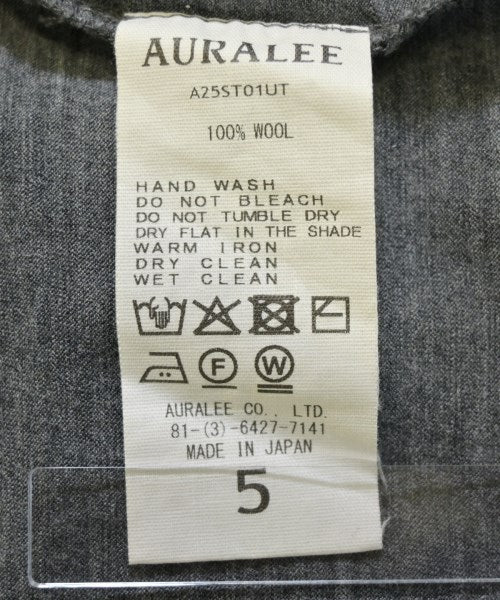 AURALEE
A25ST01UT
100% WOOL
HAND WASH
DO NOT BLEACH
DO NOT TUMBLE DRY
DRY FLAT IN THE SHADE
WARM IRON
DRY CLEAN
WET CLEAN
F W
AURALEE CO., LTD.
81-(3)-6427-7141
MADE IN JAPAN
5